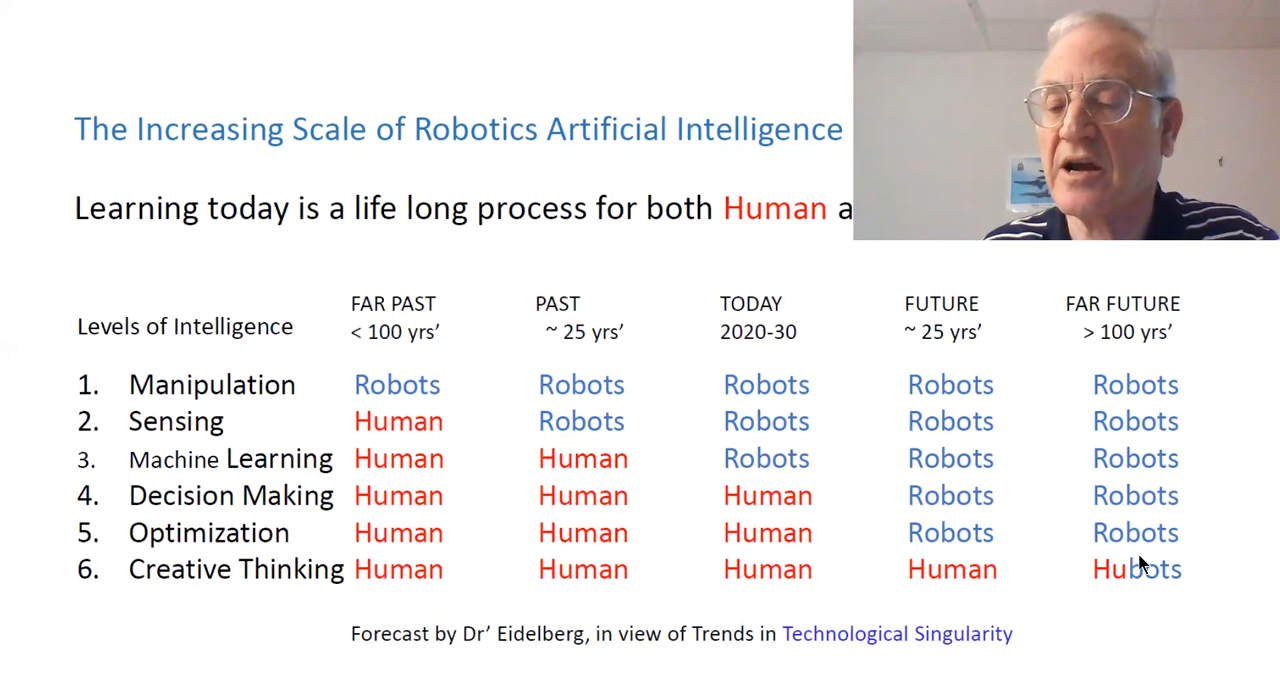 The Increasing Scale of Robotics Artificial Intelligence
Learning today is a life long process for both Human a
FAR PAST PAST TODAY FUTURE FAR FUTURE
Levels of Intelligence < 100 yrs’ ~ 25 yrs’ 2020-30 ~ 25 yrs’ > 100 yrs’
1. Manipulation Robots Robots Robots Robots Robots
2. Sensing Human Robots Robots Robots Robots
3. Machine Learning Human Human Robots Robots Robots
4. Decision Making Human Human Human Robots Robots
5. Optimization Human Human Human Robots Robots
6. Creative Thinking Human Human Human Human Hubots
Forecast by Dr’ Eidelberg, in view of Trends in Technological Singularity